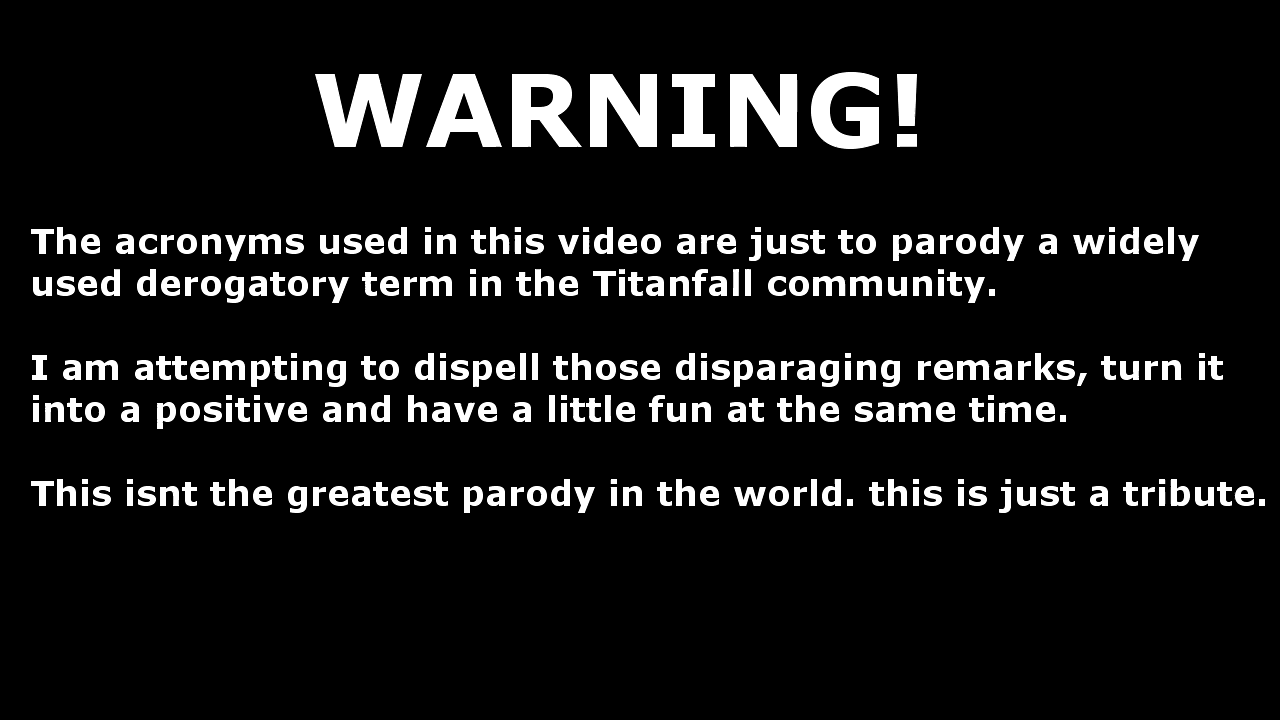 WARNING!
The acronyms used in this video are just to parody a widely
used derogatory term in the Titanfall community.
I am attempting to dispell those disparaging remarks, turn it
into a positive and have a little fun at the same time.
This isnt the greatest parody in the world. this is just a tribute.